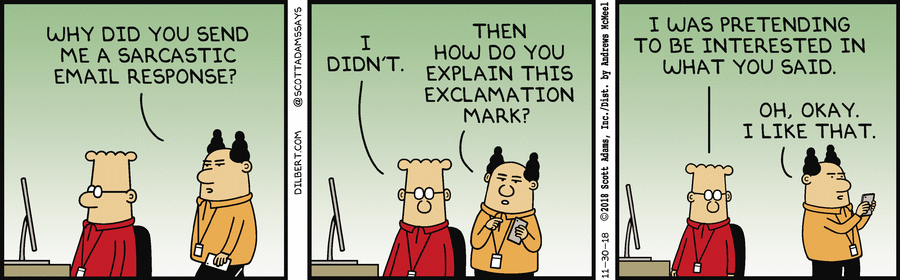 WHY DID YOU SEND
ME A SARCASTIC
EMAIL RESPONSE?
DILBERT.COM @SCOTTADAMSSAYS
I
DIDN'T.
THEN
HOW DO YOU
EXPLAIN THIS
EXCLAMATION
MARK?
11-30-18 ©2018 Scott Adams, Inc./Dist. by Andrews McMeel
I WAS PRETENDING
TO BE INTERESTED IN
WHAT YOU SAID.
OH, OKAY.
I LIKE THAT.